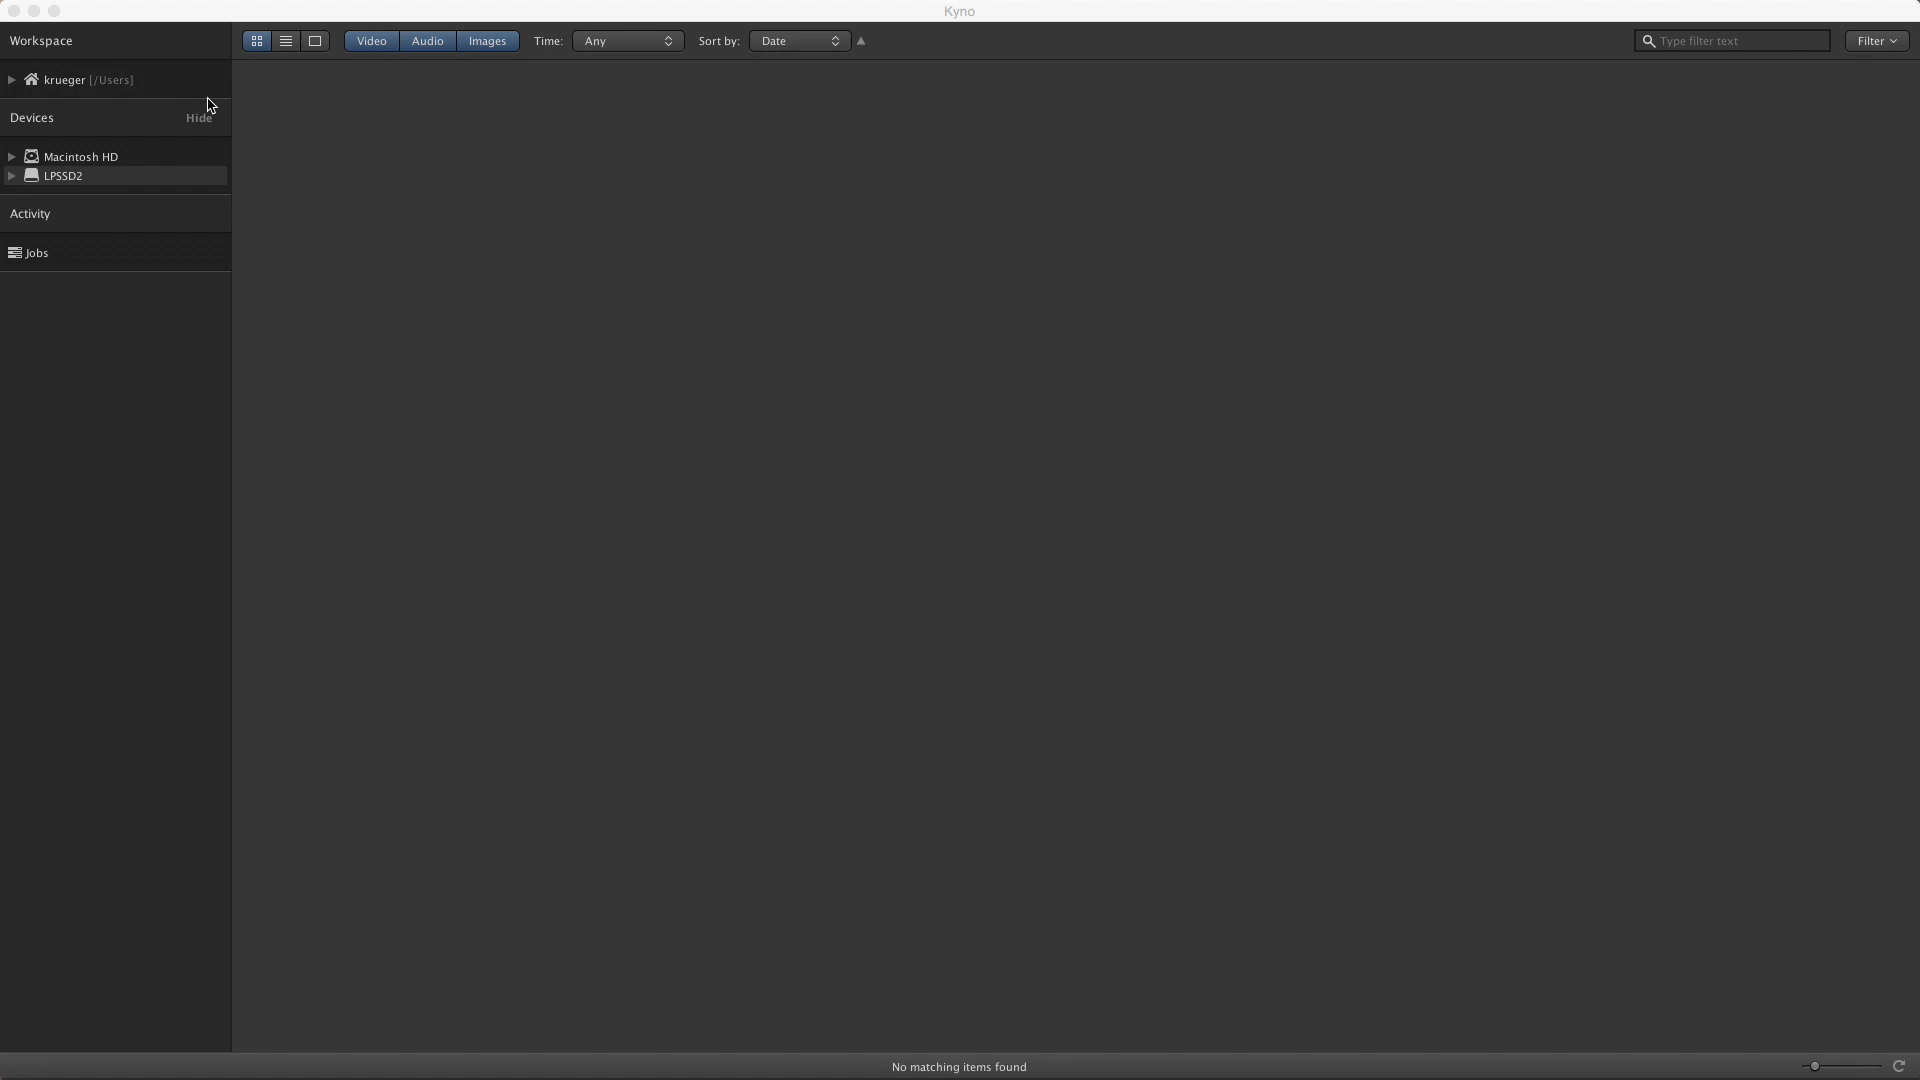 Kyno
Workspace
Video Audio Images Time: Any Sort by: Date Type filter text Filter
krueger [/Users]
Devices Hide
Macintosh HD
LPSSD2
Activity
Jobs
No matching items found